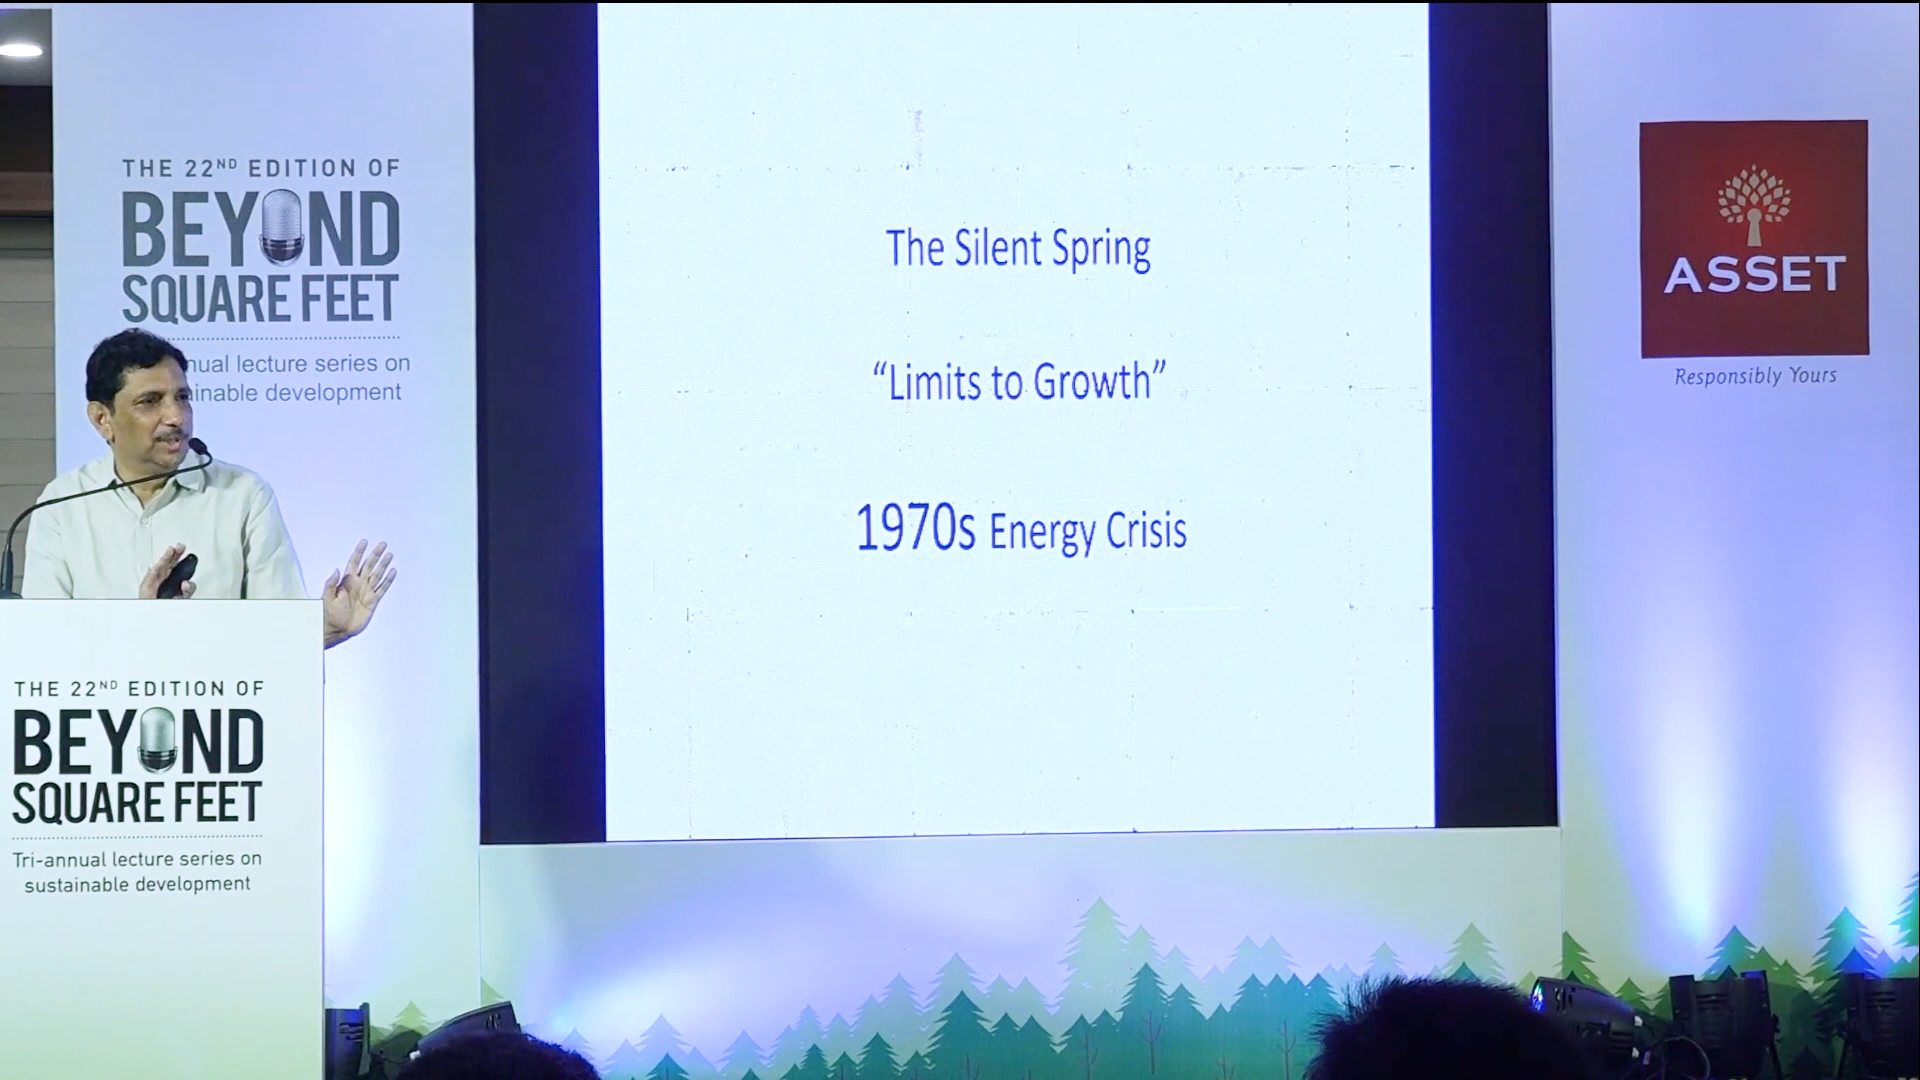 THE 22ND EDITION OF
BEYOND
SQUARE FEET
nual lecture series on
inable development
The Silent Spring
“Limits to Growth”
1970s Energy Crisis
ASSET
Responsibly Yours
THE 22ND EDITION OF
BEYOND
SQUARE FEET
Tri-annual lecture series on
sustainable development